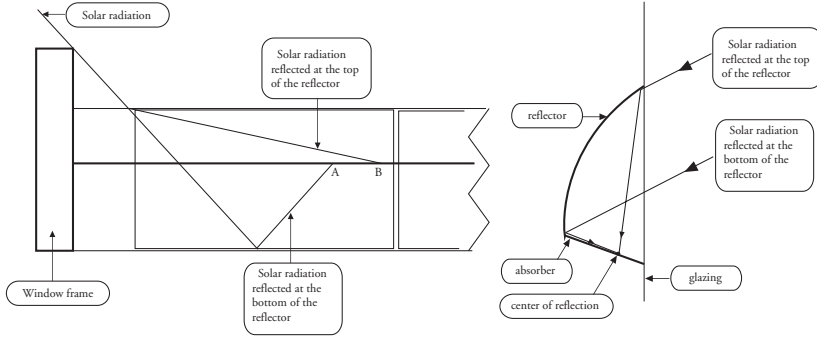 Solar radiation
Solar radiation
reflected at the top
of the reflector
A
B
Solar radiation
reflected at the
bottom of the
reflector
Window frame
Solar radiation
reflected at the top
of the reflector
reflector
Solar radiation
reflected at the
bottom of the
reflector
absorber
glazing
center of reflection